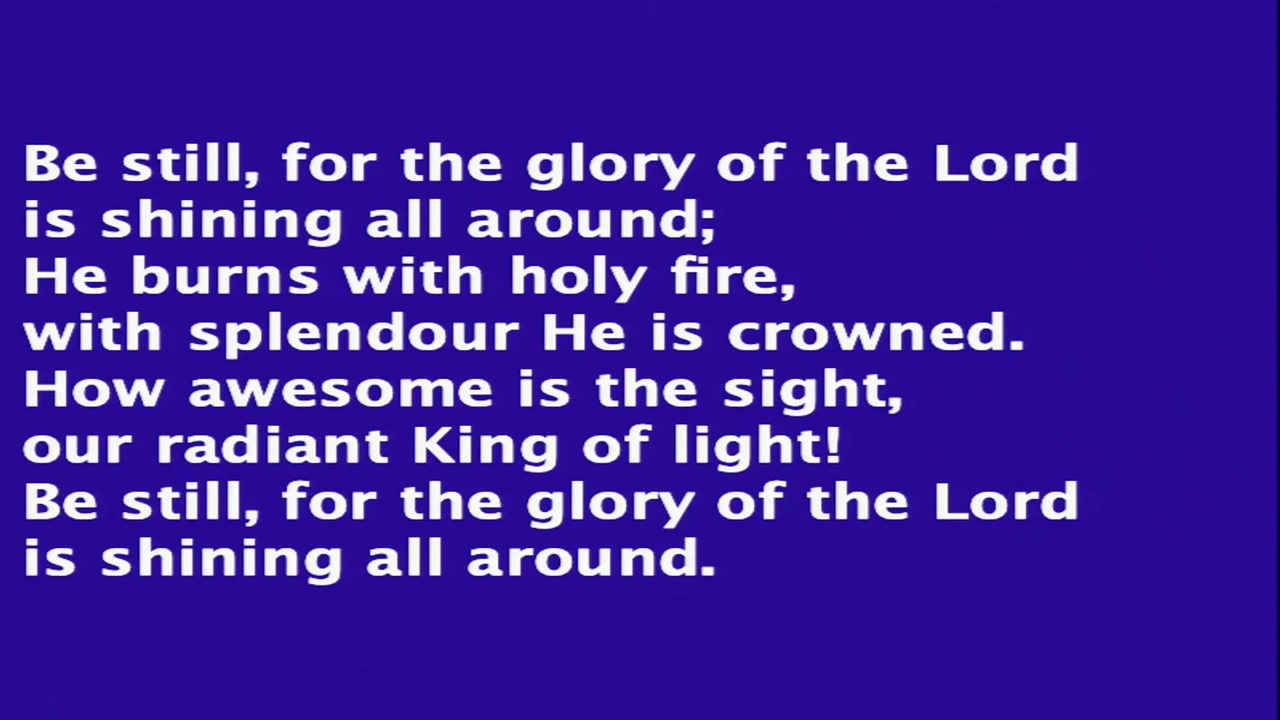 Be still, for the glory of the Lord
is shining all around;
He burns with holy fire,
with splendour He is crowned.
How awesome is the sight,
our radiant King of light!
Be still, for the glory of the Lord
is shining all around.